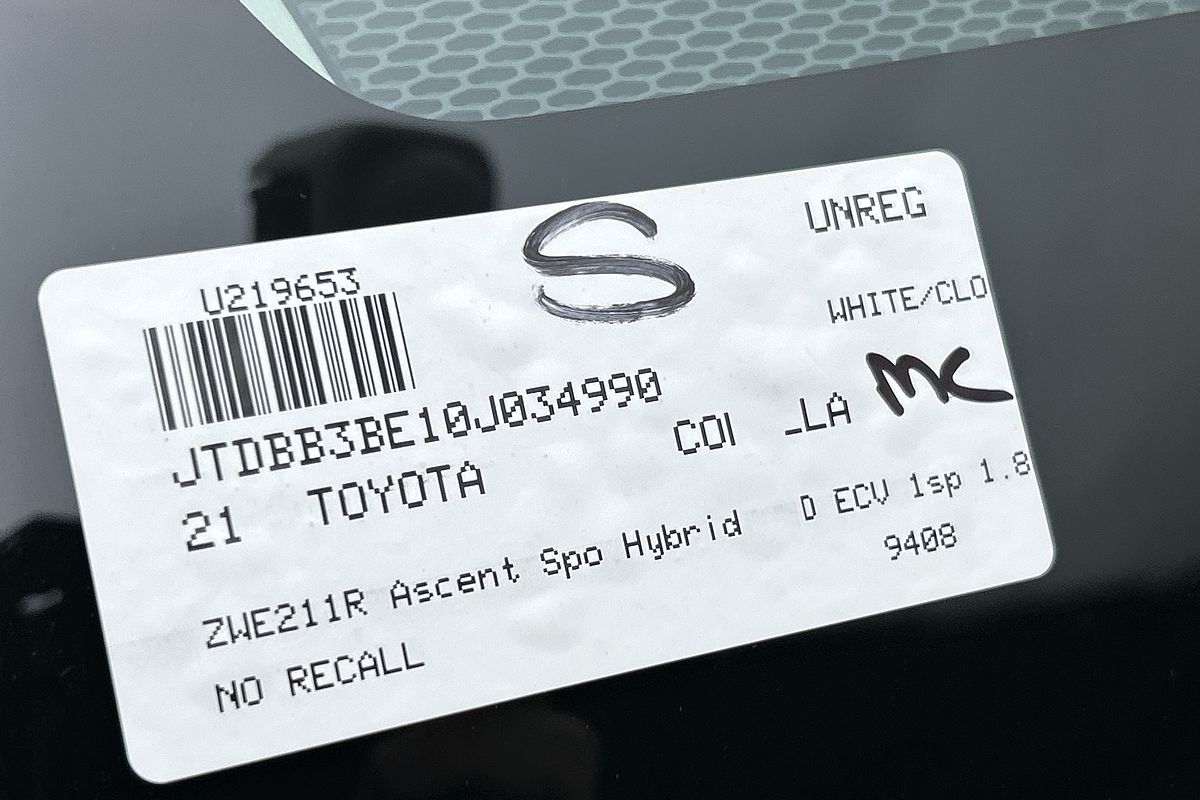 S
UNREG
U219653
WHITE/CLO
JTDBB3BE10J034990
MC
21 TOYOTA COI _LA
ZWE211R Ascent Spo Hybrid D ECV 1sp 1.8
9408
NO RECALL